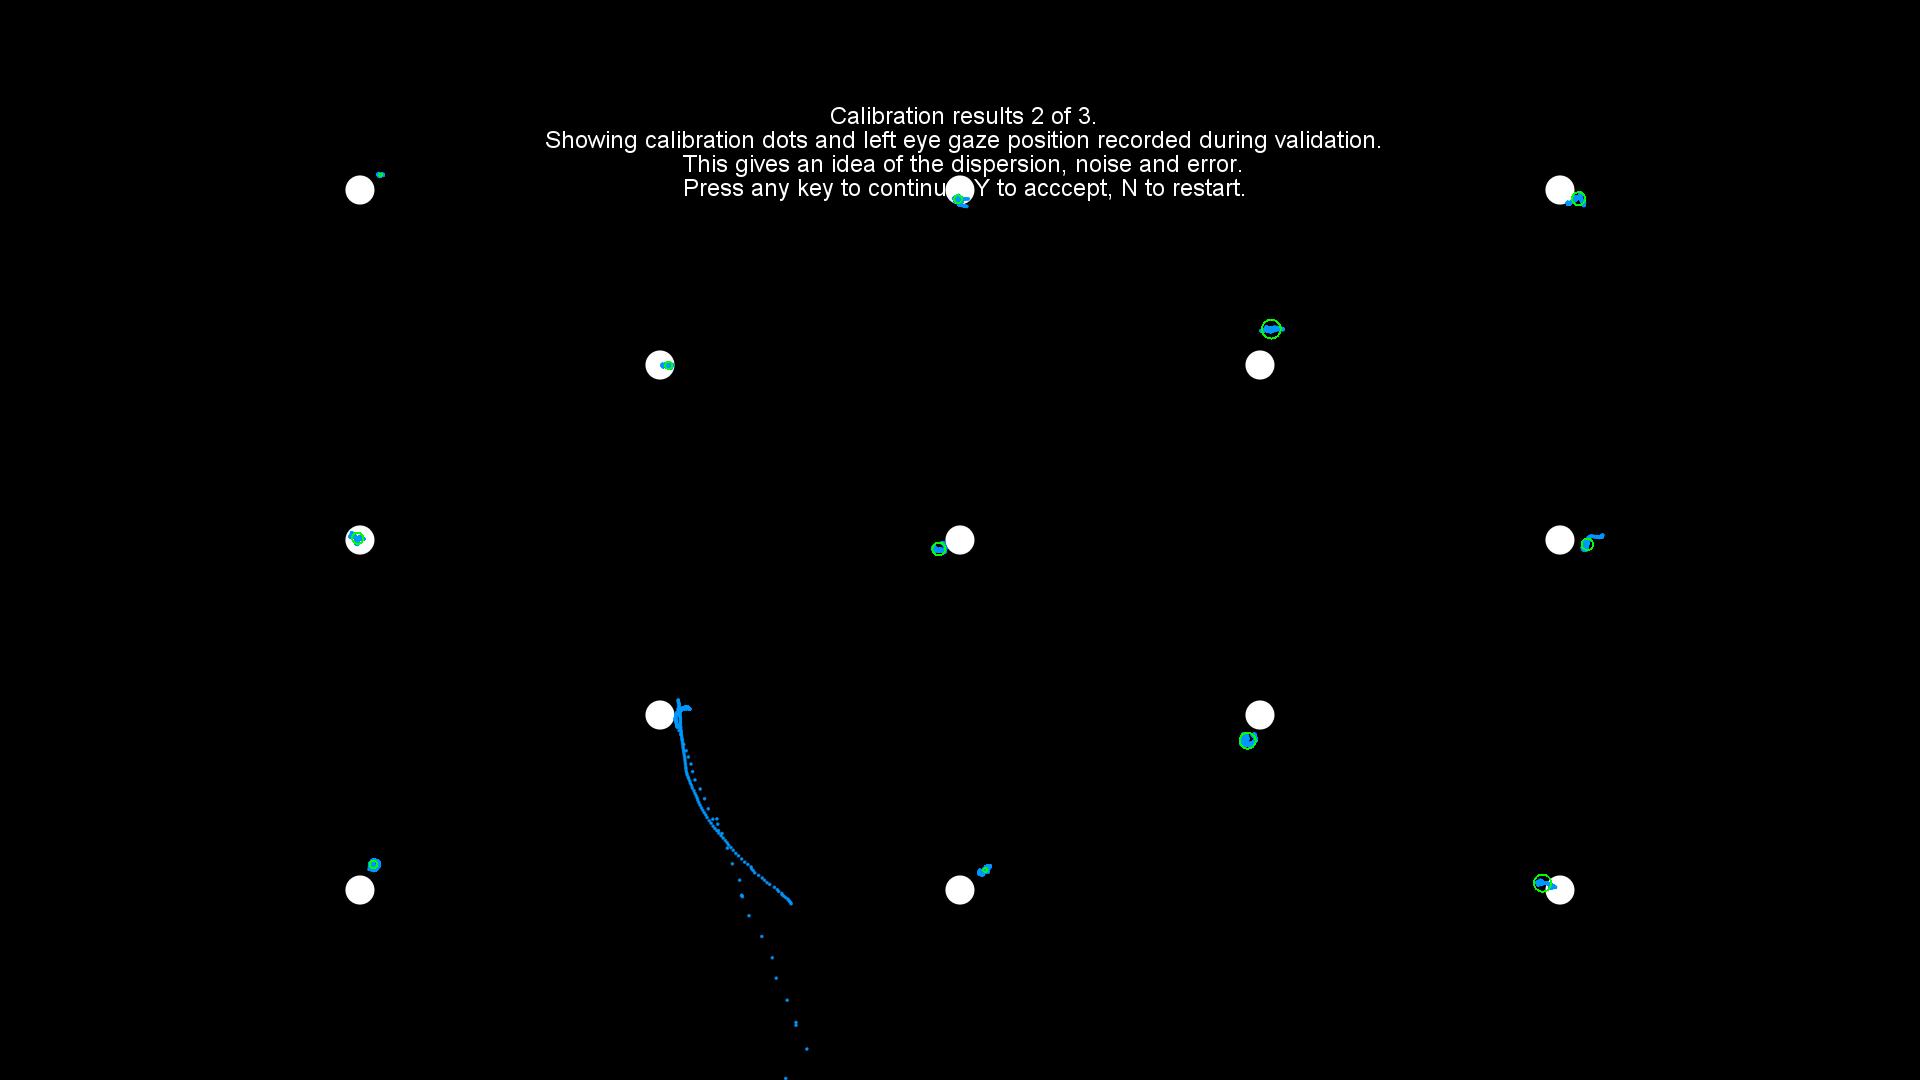 Calibration results 2 of 3.
Showing calibration dots and left eye gaze position recorded during validation.
This gives an idea of the dispersion, noise and error.
Press any key to continu Y to acccept, N to restart.